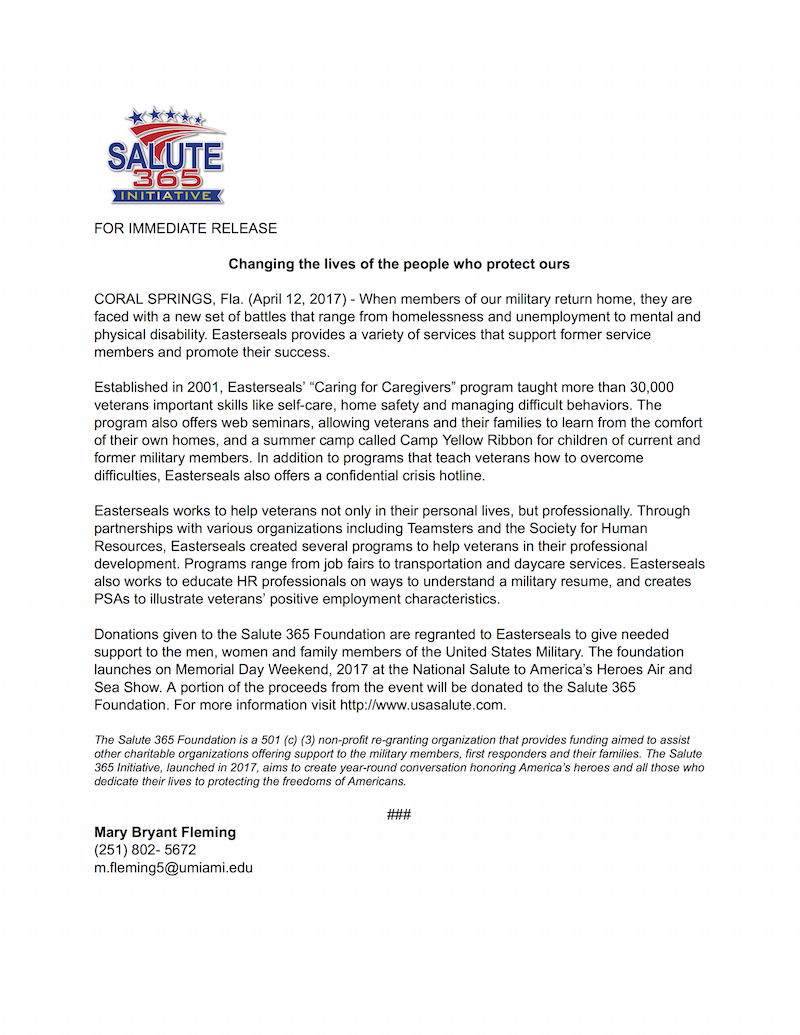 SALUTE
365
INITIATIVE
FOR IMMEDIATE RELEASE
Changing the lives of the people who protect ours
CORAL SPRINGS, Fla. (April 12, 2017) - When members of our military return home, they are
faced with a new set of battles that range from homelessness and unemployment to mental and
physical disability. Easterseals provides a variety of services that support former service
members and promote their success.
Established in 2001, Easterseals’ “Caring for Caregivers” program taught more than 30,000
veterans important skills like self-care, home safety and managing difficult behaviors. The
program also offers web seminars, allowing veterans and their families to learn from the comfort
of their own homes, and a summer camp called Camp Yellow Ribbon for children of current and
former military members. In addition to programs that teach veterans how to overcome
difficulties, Easterseals also offers a confidential crisis hotline.
Easterseals works to help veterans not only in their personal lives, but professionally. Through
partnerships with various organizations including Teamsters and the Society for Human
Resources, Easterseals created several programs to help veterans in their professional
development. Programs range from job fairs to transportation and daycare services. Easterseals
also works to educate HR professionals on ways to understand a military resume, and creates
PSAs to illustrate veterans’ positive employment characteristics.
Donations given to the Salute 365 Foundation are regranted to Easterseals to give needed
support to the men, women and family members of the United States Military. The foundation
launches on Memorial Day Weekend, 2017 at the National Salute to America’s Heroes Air and
Sea Show. A portion of the proceeds from the event will be donated to the Salute 365
Foundation. For more information visit http://www.usasalute.com.
The Salute 365 Foundation is a 501 (c) (3) non-profit re-granting organization that provides funding aimed to assist
other charitable organizations offering support to the military members, first responders and their families. The Salute
365 Initiative, launched in 2017, aims to create year-round conversation honoring America’s heroes and all those who
dedicate their lives to protecting the freedoms of Americans.
###
Mary Bryant Fleming
(251) 802- 5672
m.fleming5@umiami.edu